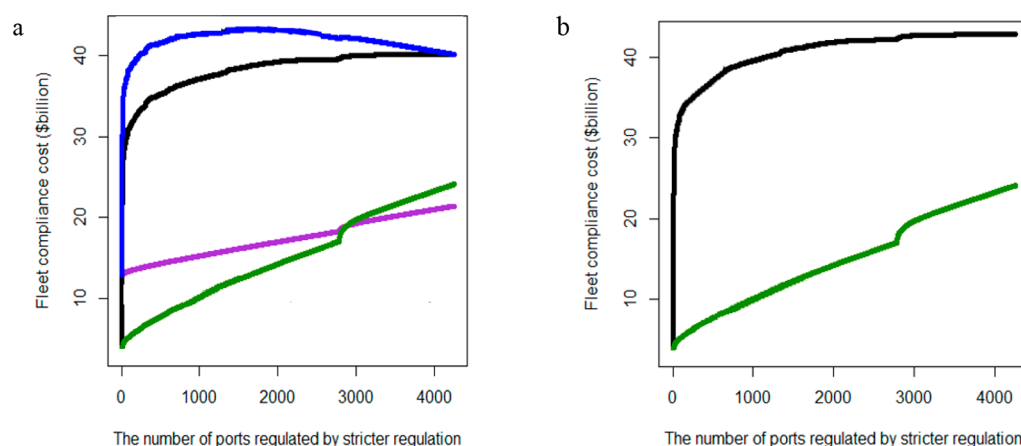 a
b
Fleet compliance cost ($billion)
40
30
20
10
0 1000 2000 3000 4000
The number of ports regulated by stricter regulation
Fleet compliance cost ($billion)
40
30
20
10
0 1000 2000 3000 4000
The number of ports regulated by stricter regulation